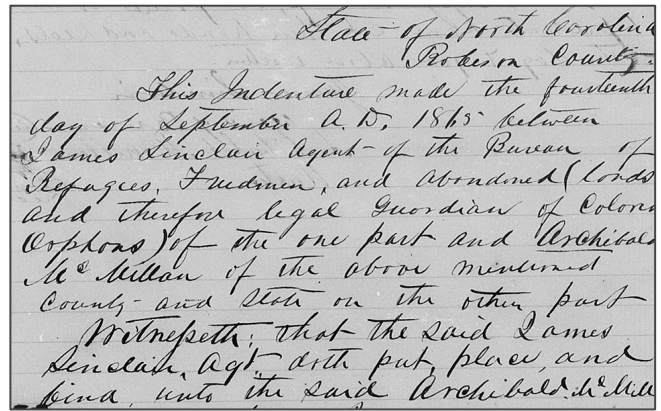 State of North Carolina
Robeson County.
This Indenture made the fourteenth
day of September A.D. 1865 between
James Sinclair Agent of the Bureau of
Refugees, Freedmen, and Abandoned (Lands
and therefore legal Guardian of Colored
Orphans) of the one part and Archibald
McMillan of the above mentioned
County and State on the other part
Witnesseth; that the said James
Sinclair, Agt. doth put, place, and
bind, unto the said Archibald. McMill